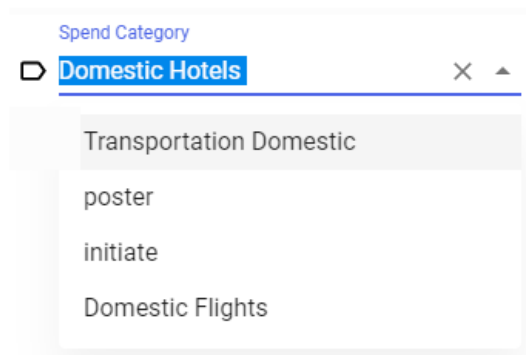 Spend Category
Domestic Hotels
Transportation Domestic
poster
initiate
Domestic Flights